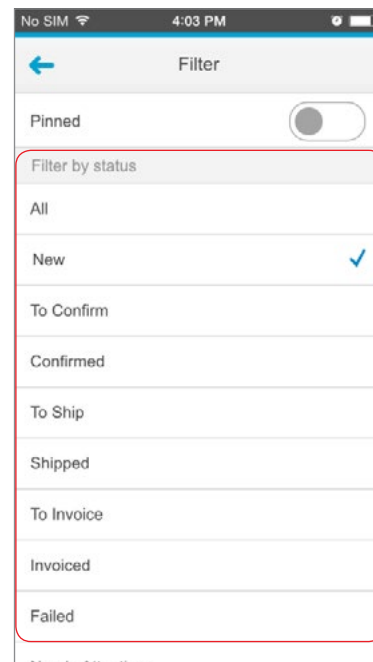 No SIM 4:03 PM
Filter
Pinned
Filter by status
All
New
To Confirm
Confirmed
To Ship
Shipped
To Invoice
Invoiced
Failed